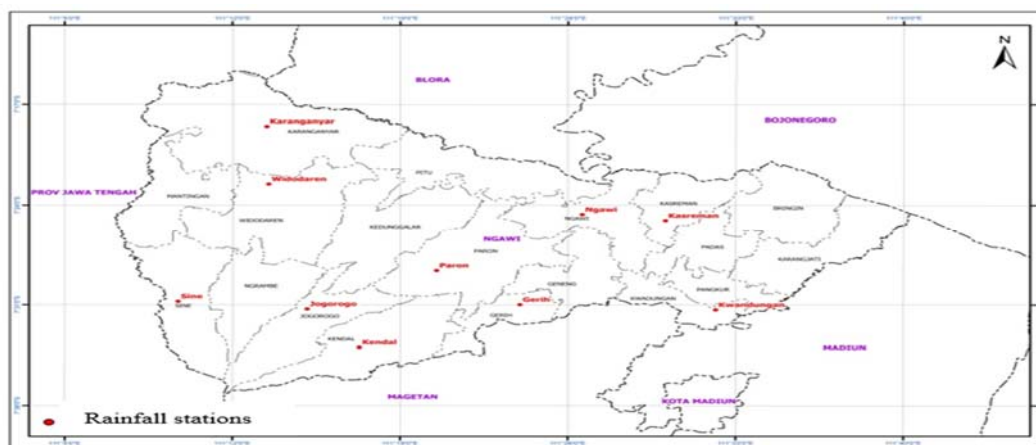 N
BLORA
BOJONEGORO
Karanganyar
KARANGANYAR
PITU
Widodaren
PROV JAWA TENGAH
MANTINGAN
WIDODAREN
KEDUNGGALAR
NGAWI
PARON
Ngawi
NGAWI
KASREMAN
Kasreman
BRINGIN
PADAS
KARANGJATI
Paron
Sine
SINE
NGRAMBE
Jogorogo
JOGOROGO
Gerih
GERIH
GENENG
KWADUNGAN
PANGKUR
Kwandungan
KENDAL
Kendal
MADIUN
MAGETAN
KOTA MADIUN
Rainfall stations